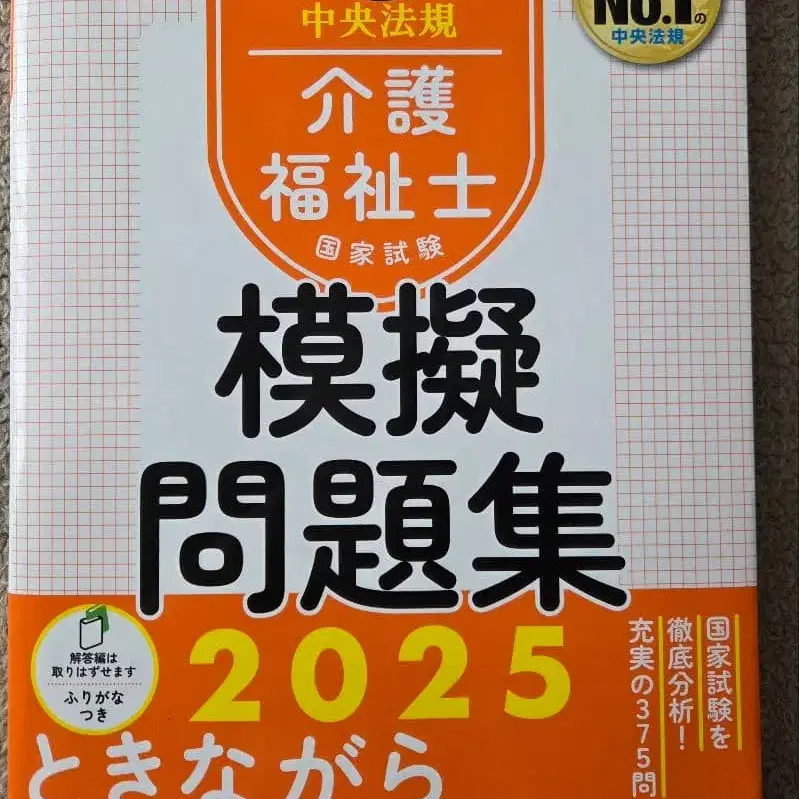 中央法規
NO.1の
中央法規
介護
福祉士
国家試験
模擬
問題集
2025
解答編は
取りはずせます
ふりがな
つき
国家試験を
徹底分析!
充実の375問
ときながら